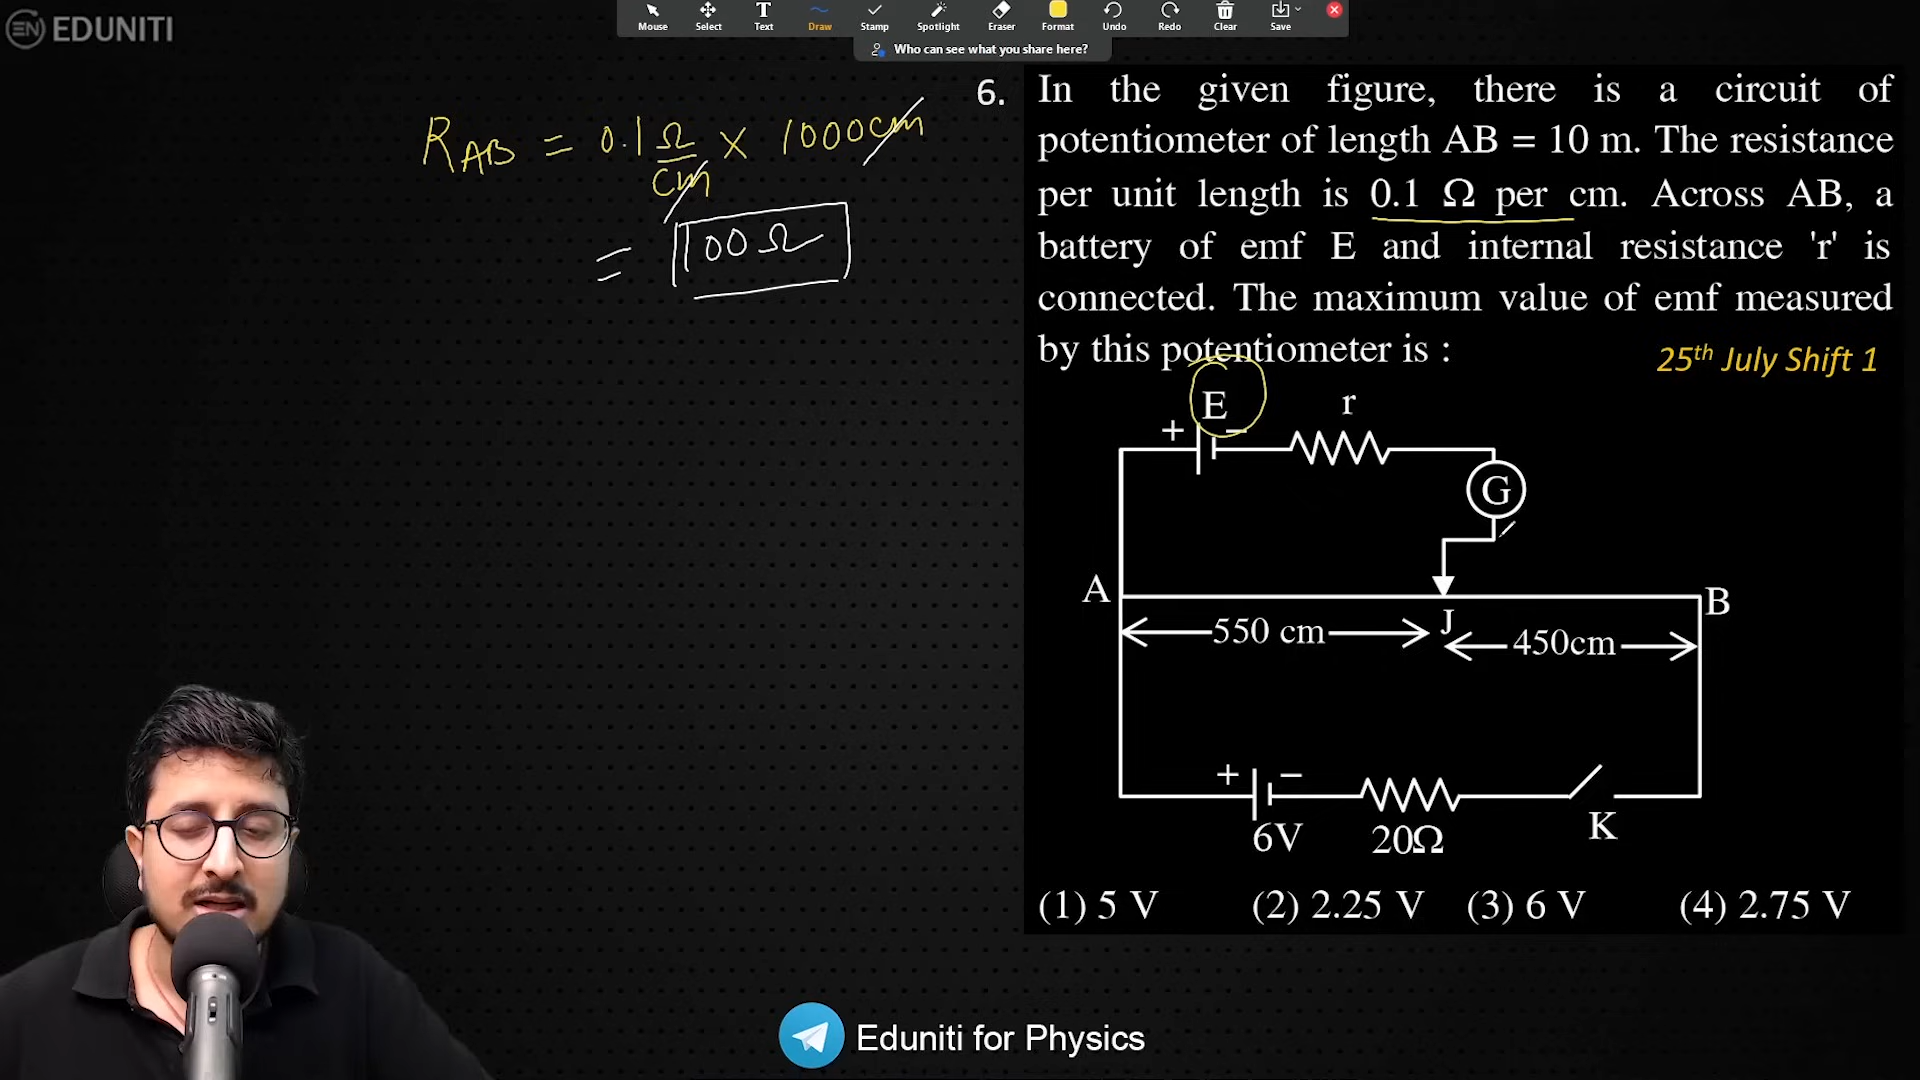 EN EDUNITI
Mouse Select Text Draw Stamp Spotlight Eraser Format Undo Redo Clear Save
Who can see what you share here?
R_AB = 0.1 Ω/cm × 1000cm
= 100 Ω
6. In the given figure, there is a circuit of
potentiometer of length AB = 10 m. The resistance
per unit length is 0.1 Ω per cm. Across AB, a
battery of emf E and internal resistance 'r' is
connected. The maximum value of emf measured
by this potentiometer is :
25th July Shift 1
E r
+ −
G
A B
550 cm J 450cm
+ −
6V 20Ω K
(1) 5 V (2) 2.25 V (3) 6 V (4) 2.75 V
Eduniti for Physics